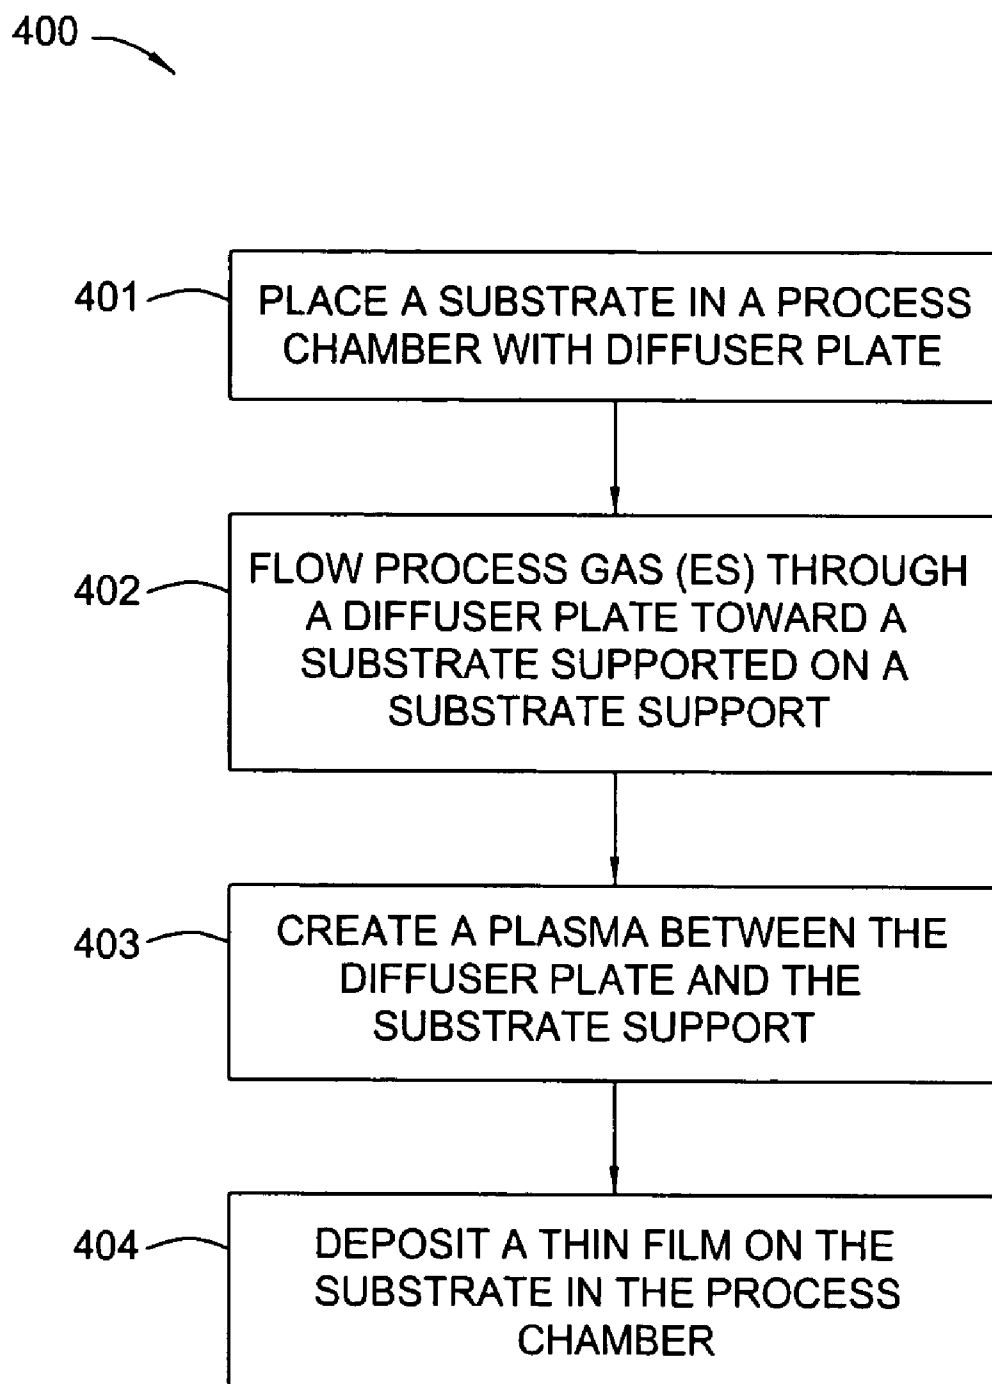 400
401
PLACE A SUBSTRATE IN A PROCESS
CHAMBER WITH DIFFUSER PLATE
402
FLOW PROCESS GAS (ES) THROUGH
A DIFFUSER PLATE TOWARD A
SUBSTRATE SUPPORTED ON A
SUBSTRATE SUPPORT
403
CREATE A PLASMA BETWEEN THE
DIFFUSER PLATE AND THE
SUBSTRATE SUPPORT
404
DEPOSIT A THIN FILM ON THE
SUBSTRATE IN THE PROCESS
CHAMBER